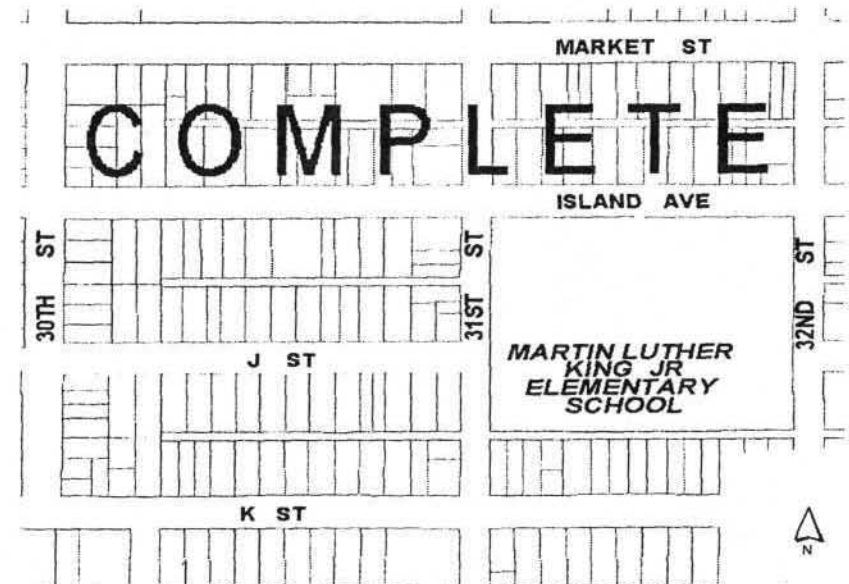 MARKET ST
COMPLETE
ISLAND AVE
30TH ST
31ST ST
32ND ST
J ST
MARTIN LUTHER
KING JR
ELEMENTARY
SCHOOL
K ST
N